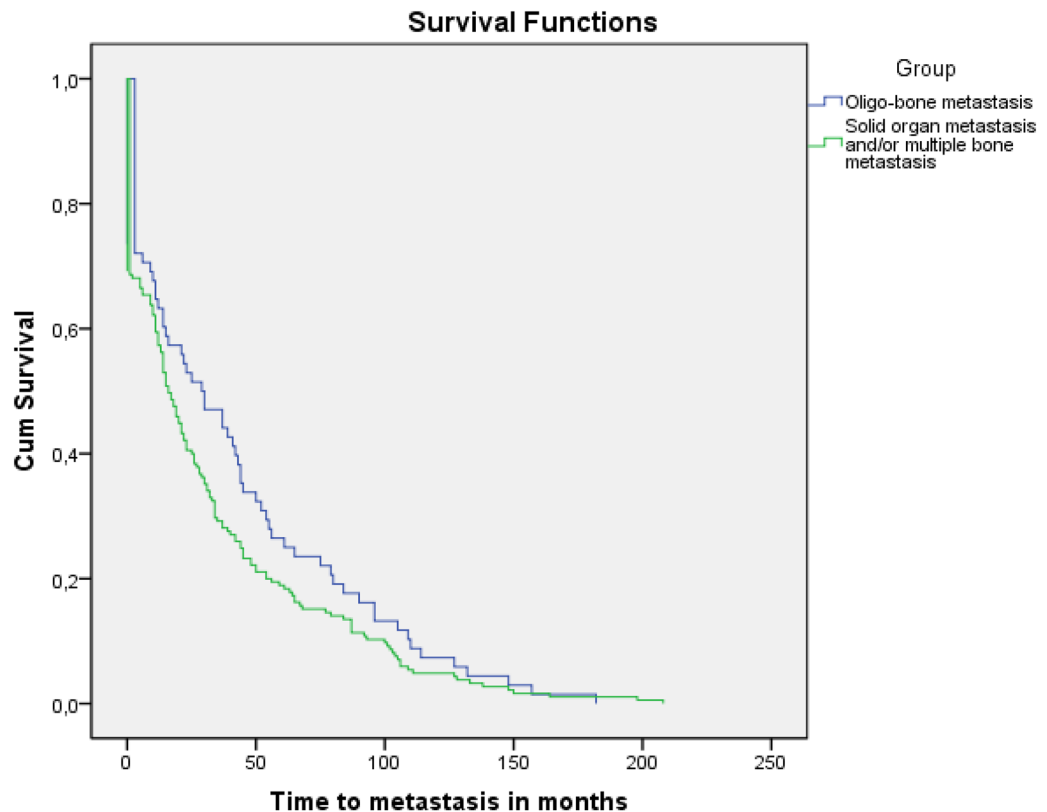 Survival Functions
Group
Oligo-bone metastasis
Solid organ metastasis
and/or multiple bone
metastasis
1,0
0,8
0,6
0,4
0,2
0,0
Cum Survival
0 50 100 150 200 250
Time to metastasis in months